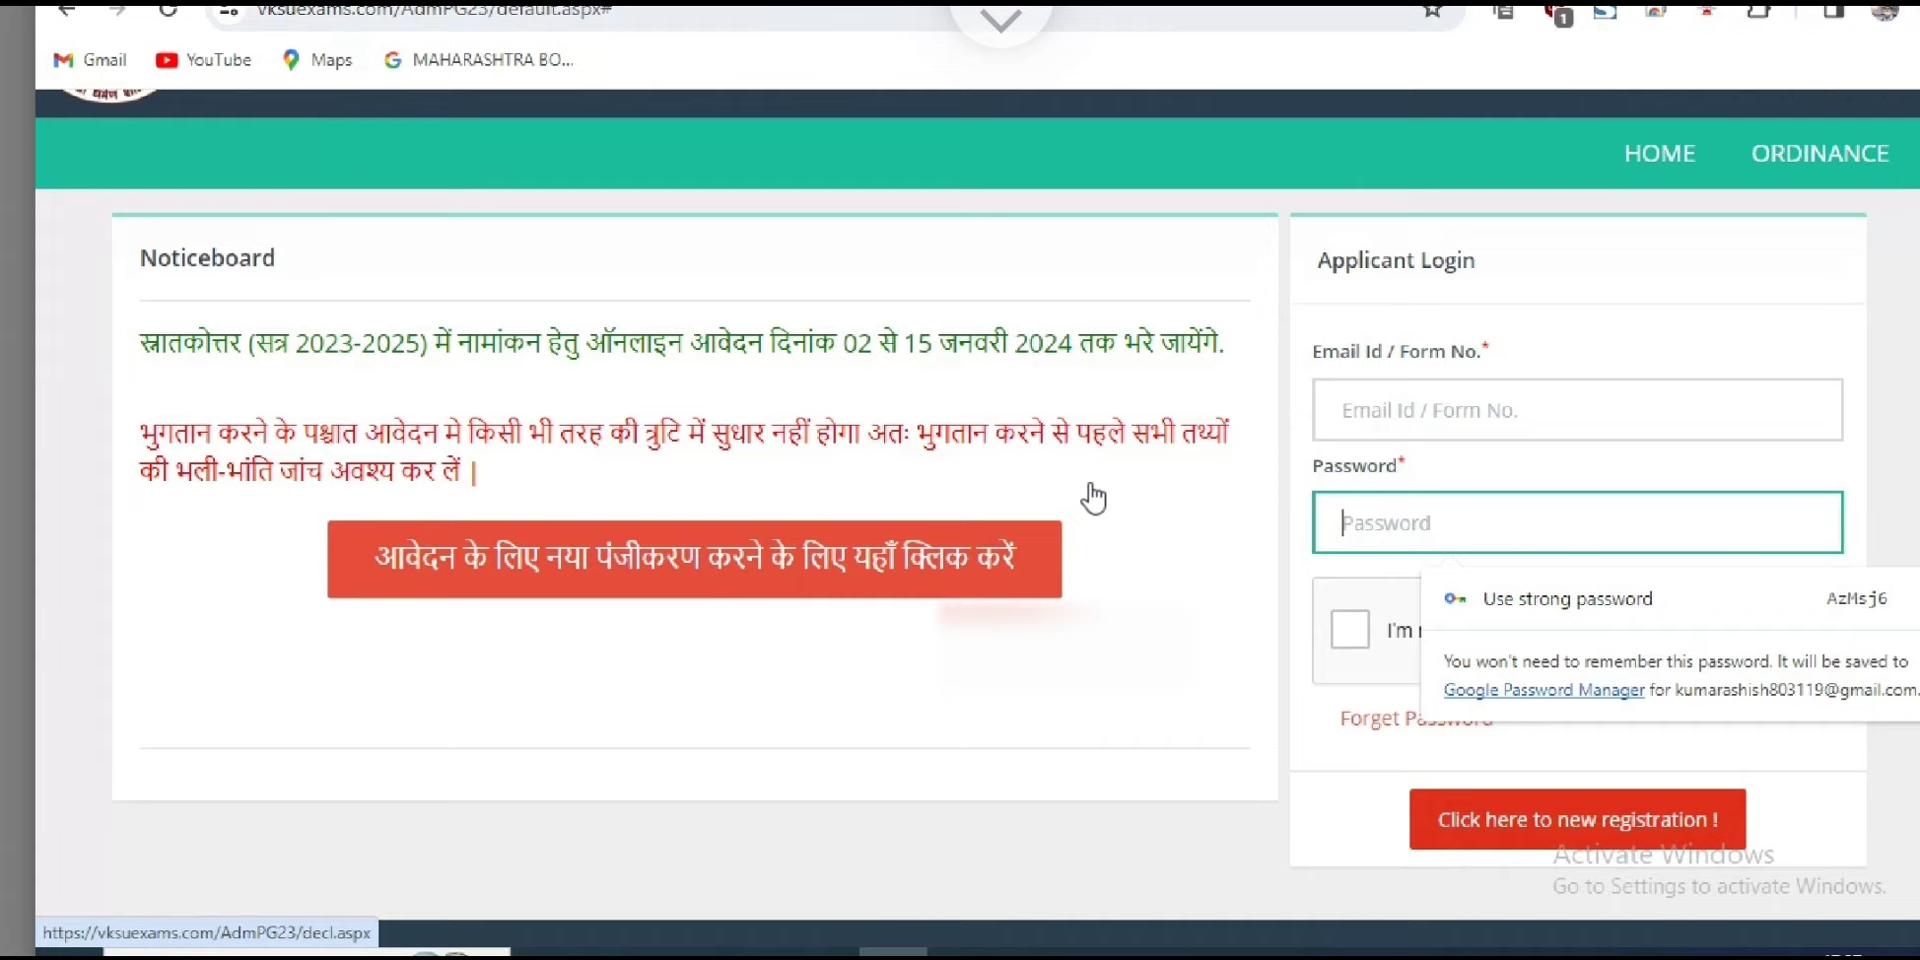 vksuexams.com/AdmPG23/default.aspx#
1
Gmail YouTube Maps MAHARASHTRA BO...
HOME ORDINANCE
Noticeboard
स्नातकोत्तर (सत्र 2023-2025) में नामांकन हेतु ऑनलाइन आवेदन दिनांक 02 से 15 जनवरी 2024 तक भरे जायेंगे.
भुगतान करने के पश्चात आवेदन मे किसी भी तरह की त्रुटि में सुधार नहीं होगा अतः भुगतान करने से पहले सभी तथ्यों
की भली-भांति जांच अवश्य कर लें |
आवेदन के लिए नया पंजीकरण करने के लिए यहाँ क्लिक करें
Applicant Login
Email Id / Form No.*
Email Id / Form No.
Password*
Password
Use strong password AzMsj6
I'm
You won't need to remember this password. It will be saved to
Google Password Manager for kumarashish803119@gmail.com.
Forget Password
Click here to new registration !
Activate Windows
Go to Settings to activate Windows.
https://vksuexams.com/AdmPG23/decl.aspx